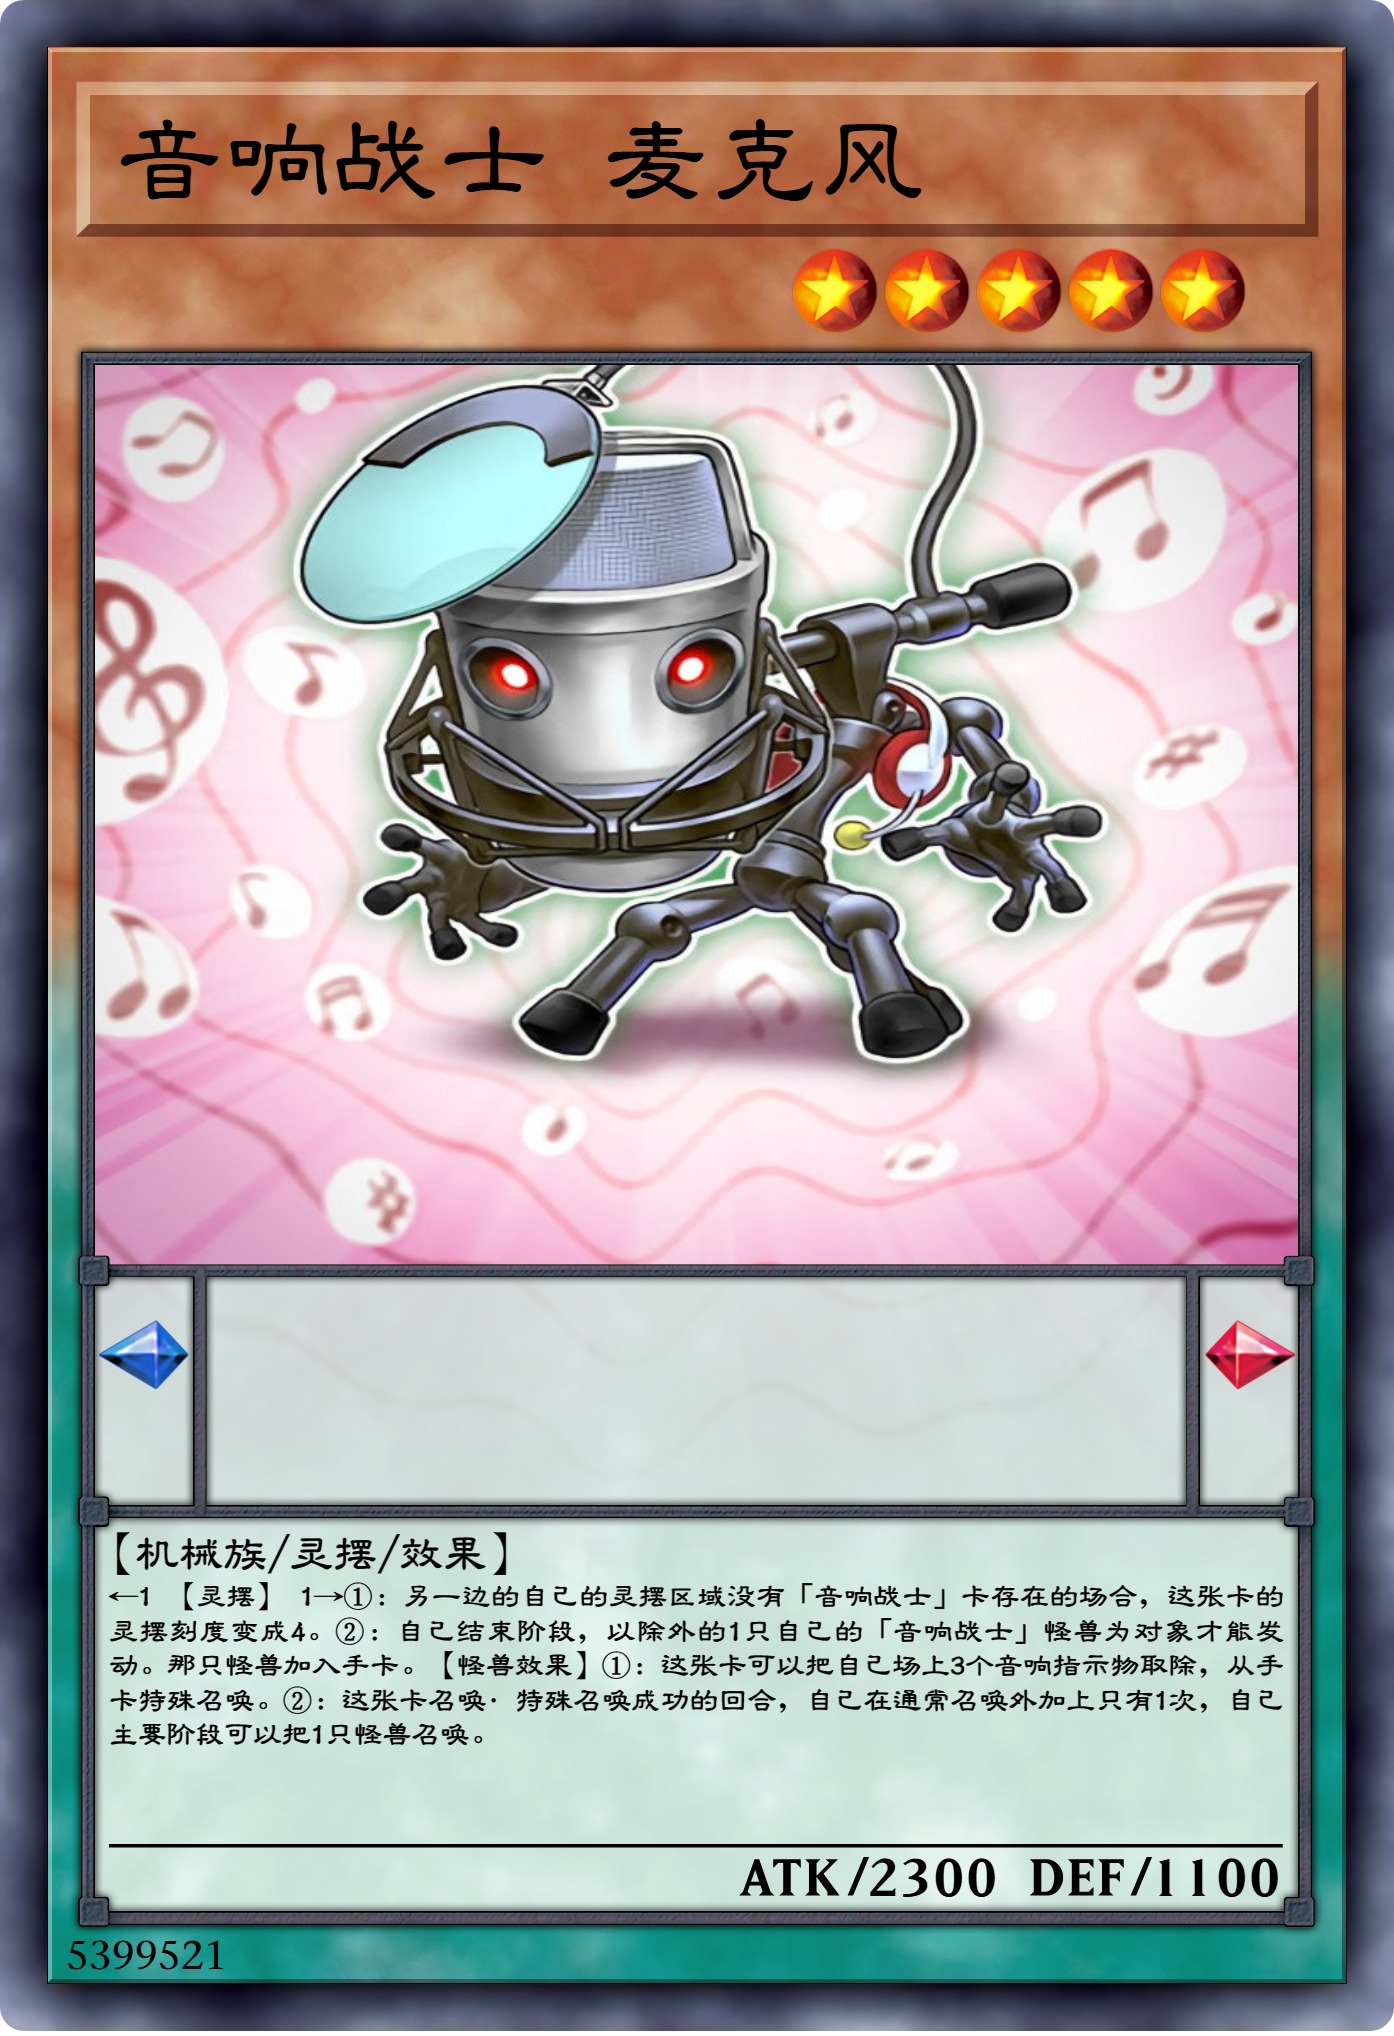 音响战士 麦克风
【机械族/灵摆/效果】
←1 【灵摆】 1→①：另一边的自己的灵摆区域没有「音响战士」卡存在的场合，这张卡的
灵摆刻度变成4。②：自己结束阶段，以除外的1只自己的「音响战士」怪兽为对象才能发
动。那只怪兽加入手卡。【怪兽效果】①：这张卡可以把自己场上3个音响指示物取除，从手
卡特殊召唤。②：这张卡召唤·特殊召唤成功的回合，自己在通常召唤外加上只有1次，自己
主要阶段可以把1只怪兽召唤。
ATK/2300 DEF/1100
5399521